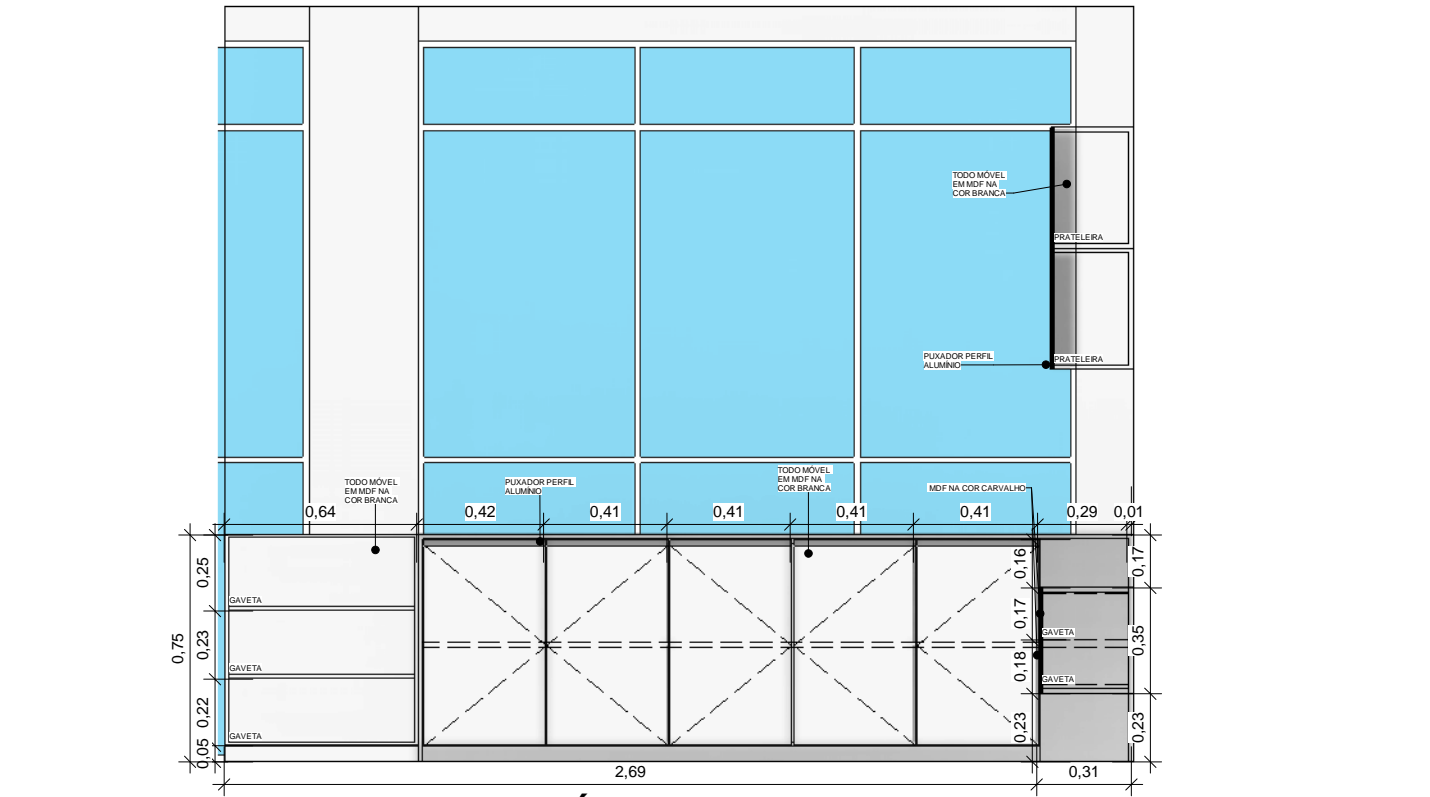 TODO MÓVEL
EM MDF NA
COR BRANCA
PRATELEIRA
PUXADOR PERFIL
ALUMÍNIO
PRATELEIRA
TODO MÓVEL
EM MDF NA
COR BRANCA
PUXADOR PERFIL
ALUMÍNIO
TODO MÓVEL
EM MDF NA
COR BRANCA
MDF NA COR CARVALHO
0,64
0,42
0,41
0,41
0,41
0,41
0,29
0,01
0,75
0,25
0,23
0,22
0,05
GAVETA
GAVETA
GAVETA
0,16
0,17
0,18
0,23
GAVETA
GAVETA
0,17
0,35
0,23
2,69
0,31